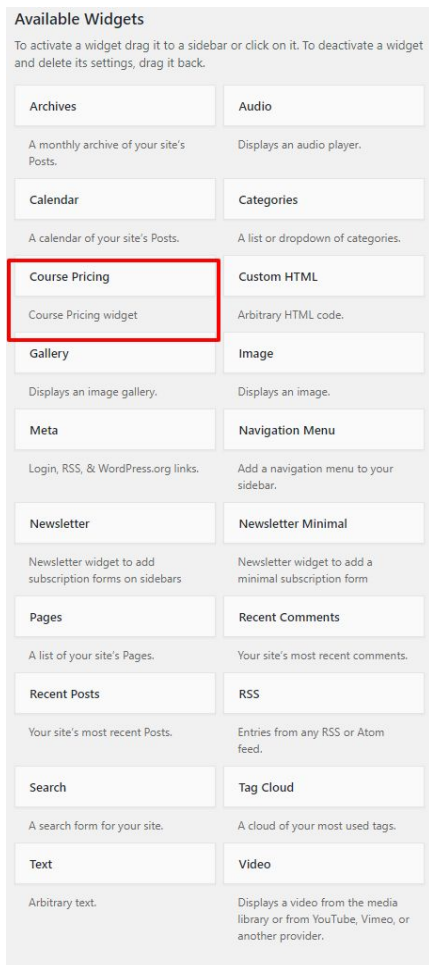 Available Widgets
To activate a widget drag it to a sidebar or click on it. To deactivate a widget
and delete its settings, drag it back.
Archives
Audio
A monthly archive of your site's
Posts.
Displays an audio player.
Calendar
Categories
A calendar of your site's Posts.
A list or dropdown of categories.
Course Pricing
Custom HTML
Course Pricing widget
Arbitrary HTML code.
Gallery
Image
Displays an image gallery.
Displays an image.
Meta
Navigation Menu
Login, RSS, & WordPress.org links.
Add a navigation menu to your
sidebar.
Newsletter
Newsletter Minimal
Newsletter widget to add
subscription forms on sidebars
Newsletter widget to add a
minimal subscription form
Pages
Recent Comments
A list of your site's Pages.
Your site's most recent comments.
Recent Posts
RSS
Your site's most recent Posts.
Entries from any RSS or Atom
feed.
Search
Tag Cloud
A search form for your site.
A cloud of your most used tags.
Text
Video
Arbitrary text.
Displays a video from the media
library or from YouTube, Vimeo, or
another provider.